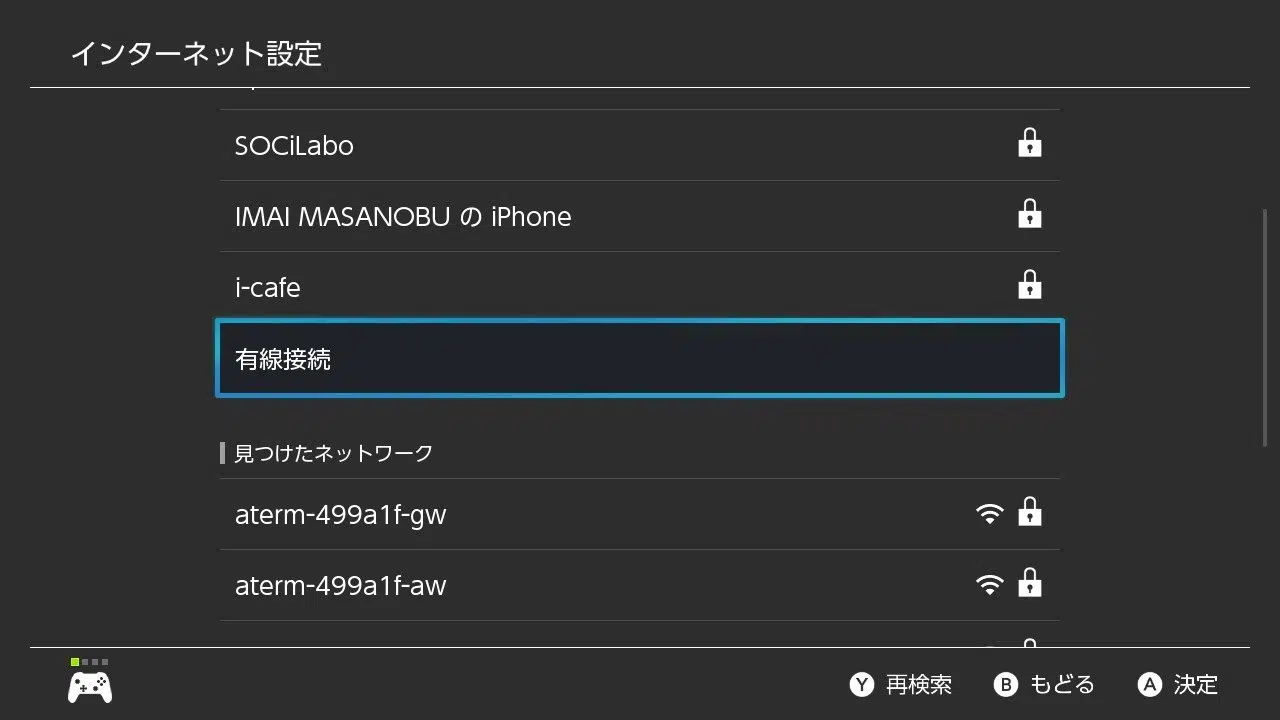 インターネット設定
SOCiLabo
IMAI MASANOBU の iPhone
i-cafe
有線接続
見つけたネットワーク
aterm-499a1f-gw
aterm-499a1f-aw
Y 再検索 B もどる A 決定